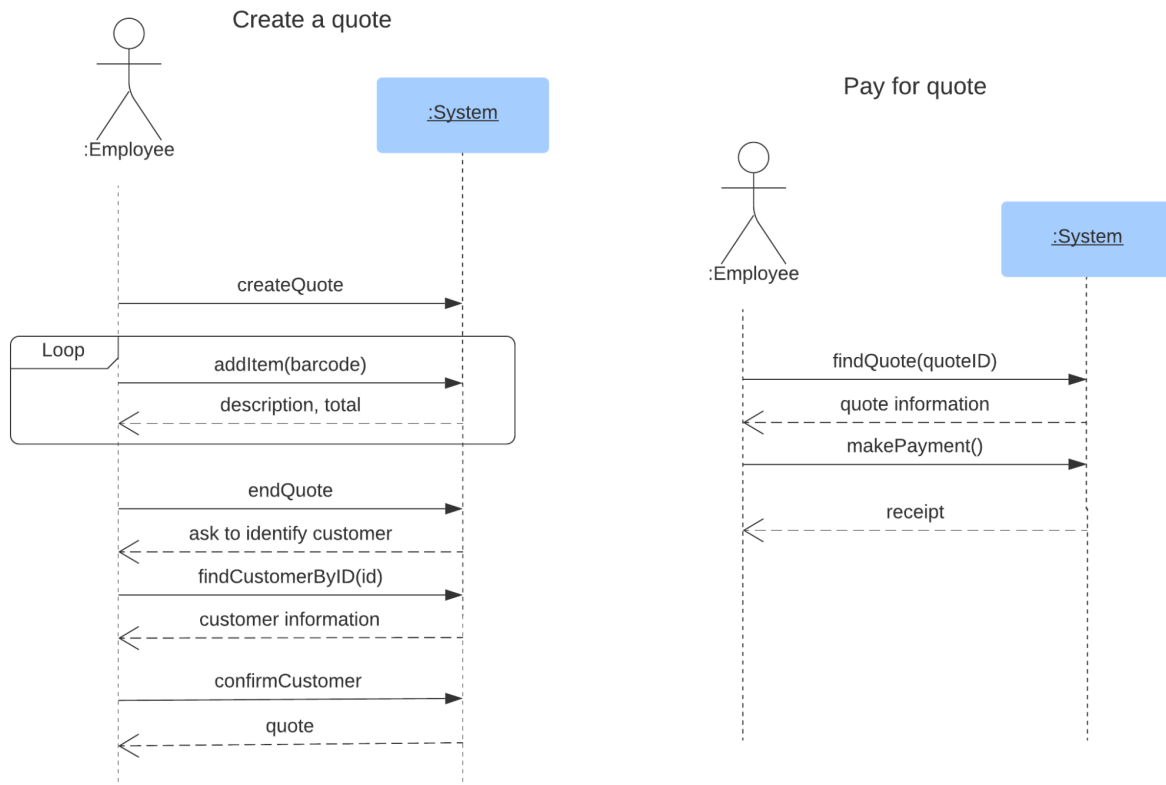 Create a quote
:System
:Employee
createQuote
Loop
addItem(barcode)
description, total
endQuote
ask to identify customer
findCustomerByID(id)
customer information
confirmCustomer
quote
Pay for quote
:System
:Employee
findQuote(quoteID)
quote information
makePayment()
receipt